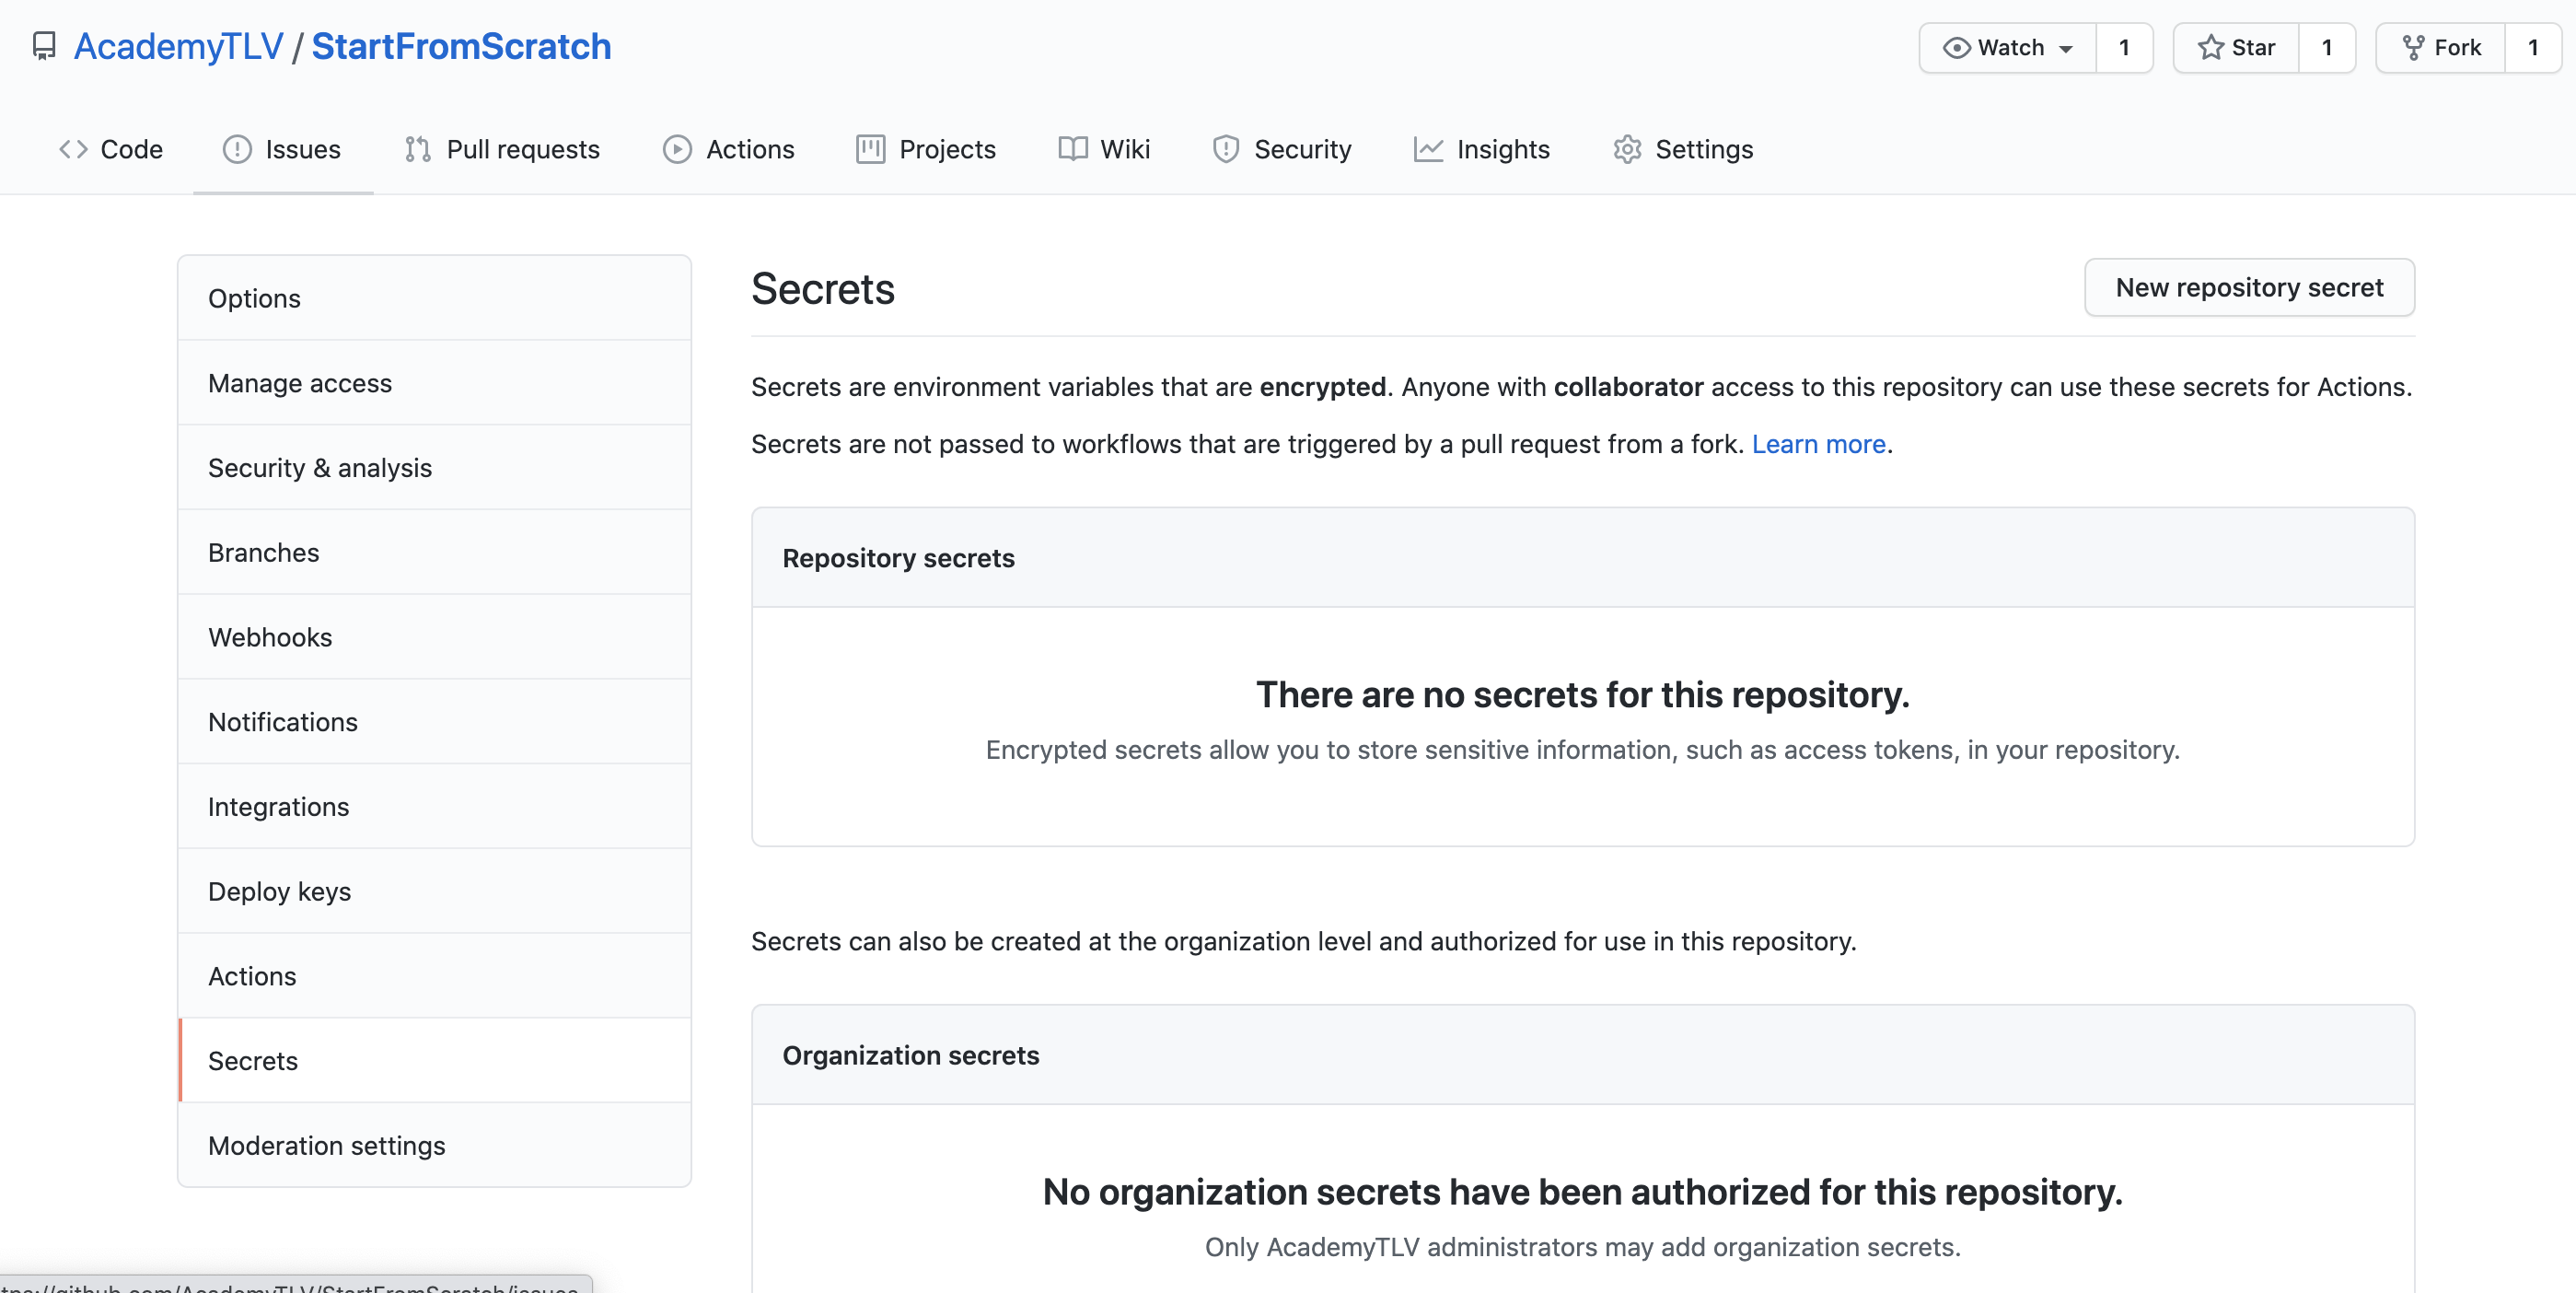 AcademyTLV / StartFromScratch
Watch 1 Star 1 Fork 1
Code Issues Pull requests Actions Projects Wiki Security Insights Settings
Options
Manage access
Security & analysis
Branches
Webhooks
Notifications
Integrations
Deploy keys
Actions
Secrets
Moderation settings
Secrets
New repository secret
Secrets are environment variables that are encrypted. Anyone with collaborator access to this repository can use these secrets for Actions.
Secrets are not passed to workflows that are triggered by a pull request from a fork. Learn more.
Repository secrets
There are no secrets for this repository.
Encrypted secrets allow you to store sensitive information, such as access tokens, in your repository.
Secrets can also be created at the organization level and authorized for use in this repository.
Organization secrets
No organization secrets have been authorized for this repository.
Only AcademyTLV administrators may add organization secrets.
tps://github.com/AcademyTLV/StartFromScratch/issues